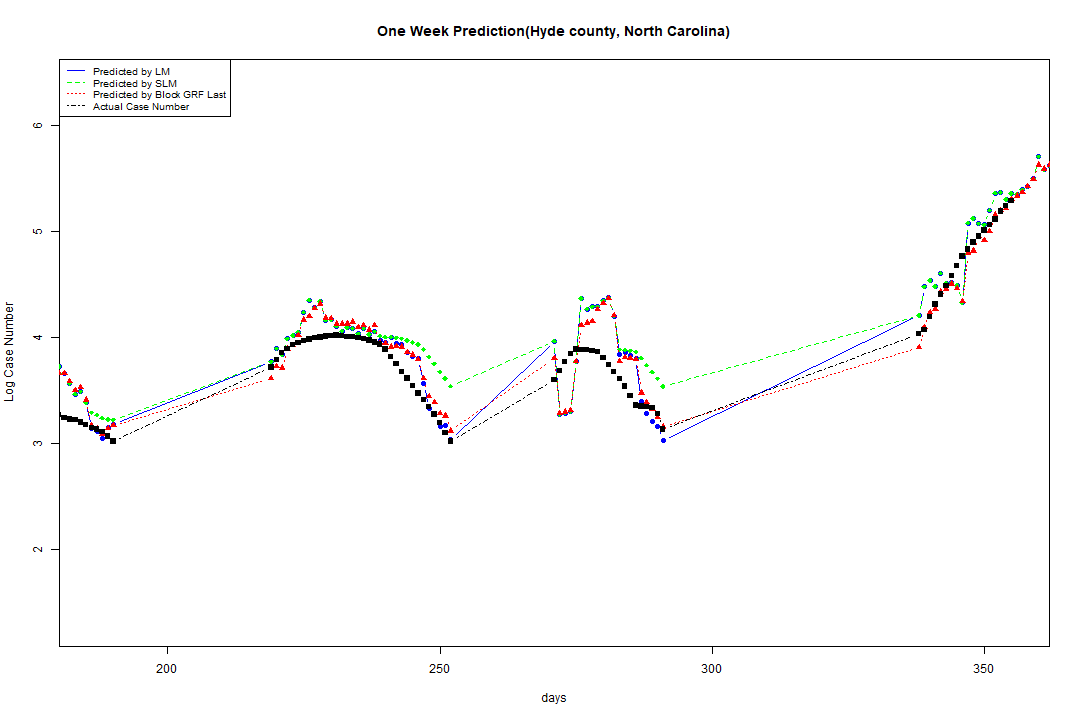 One Week Prediction(Hyde county, North Carolina)
Predicted by LM
Predicted by SLM
Predicted by Block GRF Last
Actual Case Number
6
5
4
3
2
Log Case Number
200 250 300 350
days